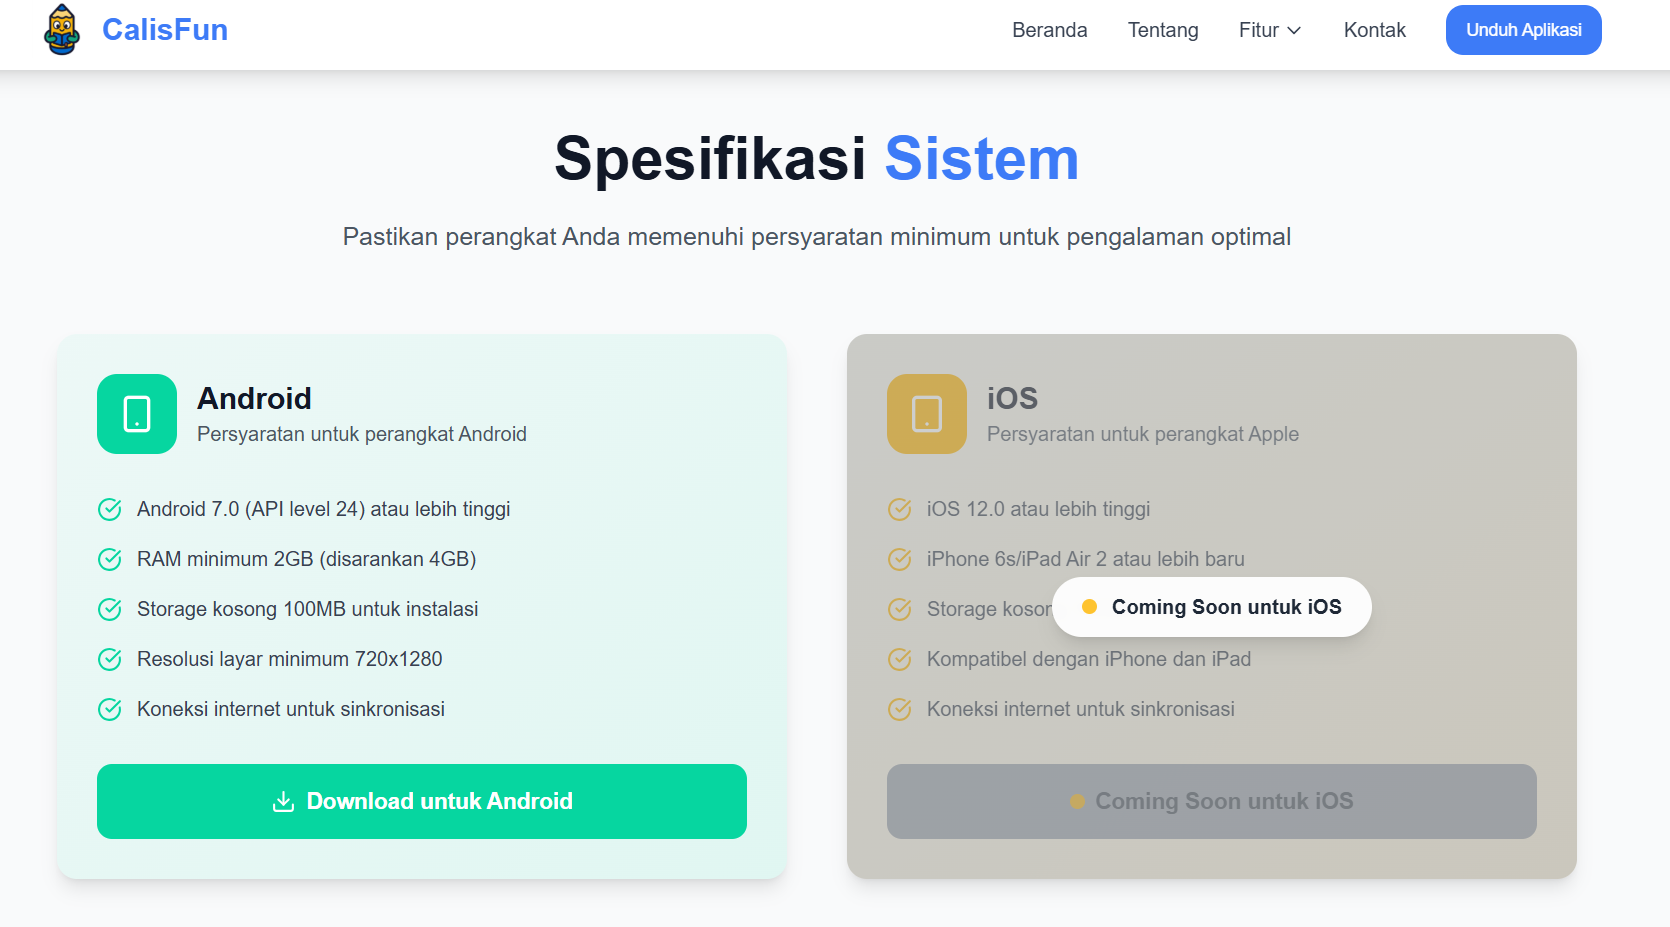 CalisFun
Beranda
Tentang
Fitur
Kontak
Unduh Aplikasi
Spesifikasi Sistem
Pastikan perangkat Anda memenuhi persyaratan minimum untuk pengalaman optimal
Android
Persyaratan untuk perangkat Android
Android 7.0 (API level 24) atau lebih tinggi
RAM minimum 2GB (disarankan 4GB)
Storage kosong 100MB untuk instalasi
Resolusi layar minimum 720x1280
Koneksi internet untuk sinkronisasi
Download untuk Android
iOS
Persyaratan untuk perangkat Apple
iOS 12.0 atau lebih tinggi
iPhone 6s/iPad Air 2 atau lebih baru
Storage
Coming Soon untuk iOS
Kompatibel dengan iPhone dan iPad
Koneksi internet untuk sinkronisasi
Coming Soon untuk iOS